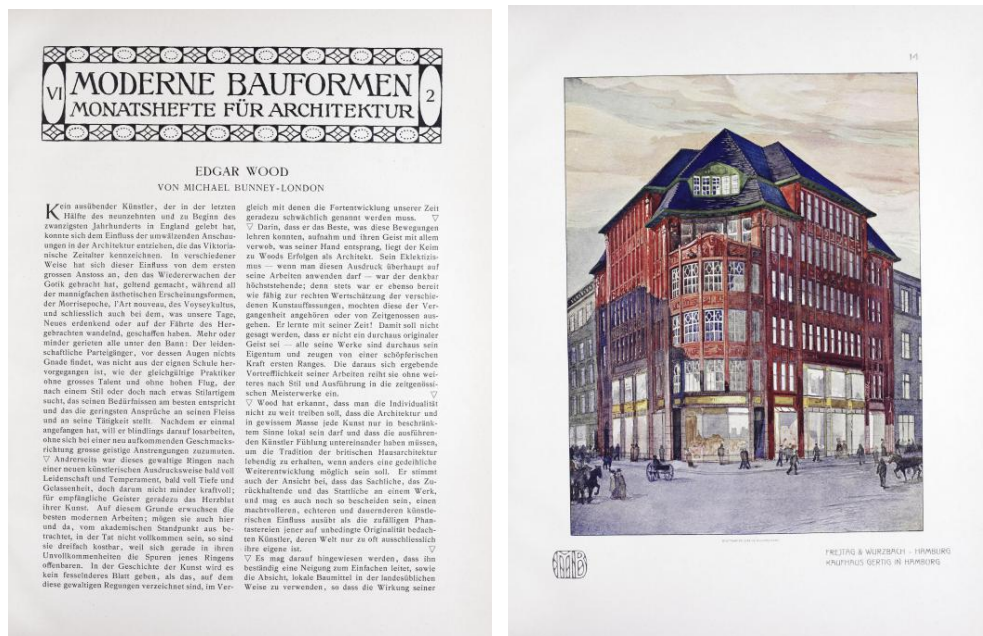 VI
MODERNE BAUFORMEN
MONATSHEFTE FÜR ARCHITEKTUR
2
EDGAR WOOD
VON MICHAEL BUNNEY-LONDON
Kein ausübender Künstler, der in der letzten
Hälfte des neunzehnten und zu Beginn des
zwanzigsten Jahrhunderts in England gelebt hat,
konnte sich dem Einfluss der umwälzenden Anschau-
ungen in der Architektur entziehen, die das Viktoria-
nische Zeitalter kennzeichnen. In verschiedener
Weise hat sich dieser Einfluss von dem ersten
grossen Anstoss an, den das Wiedererwachen der
Gotik gebracht hat, geltend gemacht, während all
der mannigfachen ästhetischen Erscheinungsformen,
der Morrisepoche, l'Art nouveau, des Voyseykultus,
und schliesslich auch bei dem, was unsere Tage,
Neues erdenkend oder auf der Fährte des Her-
gebrachten wandelnd, geschaffen haben. Mehr oder
minder gerieten alle unter den Bann: Der leiden-
schaftliche Parteigänger, vor dessen Augen nichts
Gnade findet, was nicht aus der eignen Schule her-
vorgegangen ist, wie der gleichgültige Praktiker
ohne grosses Talent und ohne hohen Flug, der
nach einem Stil oder doch nach etwas Stilartigem
sucht, das seinen Bedürfnissen am besten entspricht
und das die geringsten Ansprüche an seinen Fleiss
und an seine Tätigkeit stellt. Nachdem er einmal
angefangen hat, will er blindlings darauf losarbeiten,
ohne sich bei einer neu aufkommenden Geschmacks-
richtung grosse geistige Anstrengungen zuzumuten.
▽ Andrerseits war dieses gewaltige Ringen nach
einer neuen künstlerischen Ausdrucksweise bald voll
Leidenschaft und Temperament, bald voll Tiefe und
Gelassenheit, doch darum nicht minder kraftvoll;
für empfängliche Geister geradezu das Herzblut
ihrer Kunst. Auf diesem Grunde erwuchsen die
besten modernen Arbeiten; mögen sie auch hier
und da, vom akademischen Standpunkt aus be-
trachtet, in der Tat nicht vollkommen sein, so sind
sie dreifach kostbar, weil sich gerade in ihren
Unvollkommenheiten die Spuren jenes Ringens
offenbaren. In der Geschichte der Kunst wird es
kein fesselnderes Blatt geben, als das, auf dem
diese gewaltigen Regungen verzeichnet sind, im Ver-
gleich mit denen die Fortentwicklung unserer Zeit
geradezu schwächlich genannt werden muss. ▽
▽ Darin, dass er das Beste, was diese Bewegungen
lehren konnten, aufnahm und ihren Geist mit allem
verwob, was seiner Hand entsprang, liegt der Keim
zu Woods Erfolgen als Architekt. Sein Eklektizis-
mus — wenn man diesen Ausdruck überhaupt auf
seine Arbeiten anwenden darf — war der denkbar
höchststehende; denn stets war er ebenso bereit
wie fähig zur rechten Wertschätzung der verschie-
denen Kunstauffassungen, mochten diese der Ver-
gangenheit angehören oder von Zeitgenossen aus-
gehen. Er lernte mit seiner Zeit! Damit soll nicht
gesagt werden, dass er nicht ein durchaus originaler
Geist sei — alle seine Werke sind durchaus sein
Eigentum und zeugen von einer schöpferischen
Kraft ersten Ranges. Die daraus sich ergebende
Vortrefflichkeit seiner Arbeiten reiht sie ohne wei-
teres nach Stil und Ausführung in die zeitgenössi-
schen Meisterwerke ein. ▽
▽ Wood hat erkannt, dass man die Individualität
nicht zu weit treiben soll, dass die Architektur und
in gewissem Masse jede Kunst nur in beschränk-
tem Sinne lokal sein darf und dass die ausführen-
den Künstler Fühlung untereinander haben müssen,
um die Tradition der britischen Hausarchitektur
lebendig zu erhalten, wenn anders eine gedeihliche
Weiterentwicklung möglich sein soll. Er stimmt
auch der Ansicht bei, dass das Sachliche, das Zu-
rückhaltende und das Stattliche an einem Werk,
und mag es auch noch so bescheiden sein, einen
machtvolleren, echteren und dauernderen künstle-
rischen Einfluss ausübt als die zufälligen Phan-
tastereien jener auf unbedingte Originalität bedach-
ten Künstler, deren Welt nur zu oft ausschliesslich
ihre eigene ist. ▽
▽ Es mag darauf hingewiesen werden, dass ihn
beständig eine Neigung zum Einfachen leitet, sowie
die Absicht, lokale Baumittel in der landesüblichen
Weise zu verwenden, so dass die Wirkung seiner
FREITAG & WURZBACH - HAMBURG
KAUFHAUS GERTIG IN HAMBURG